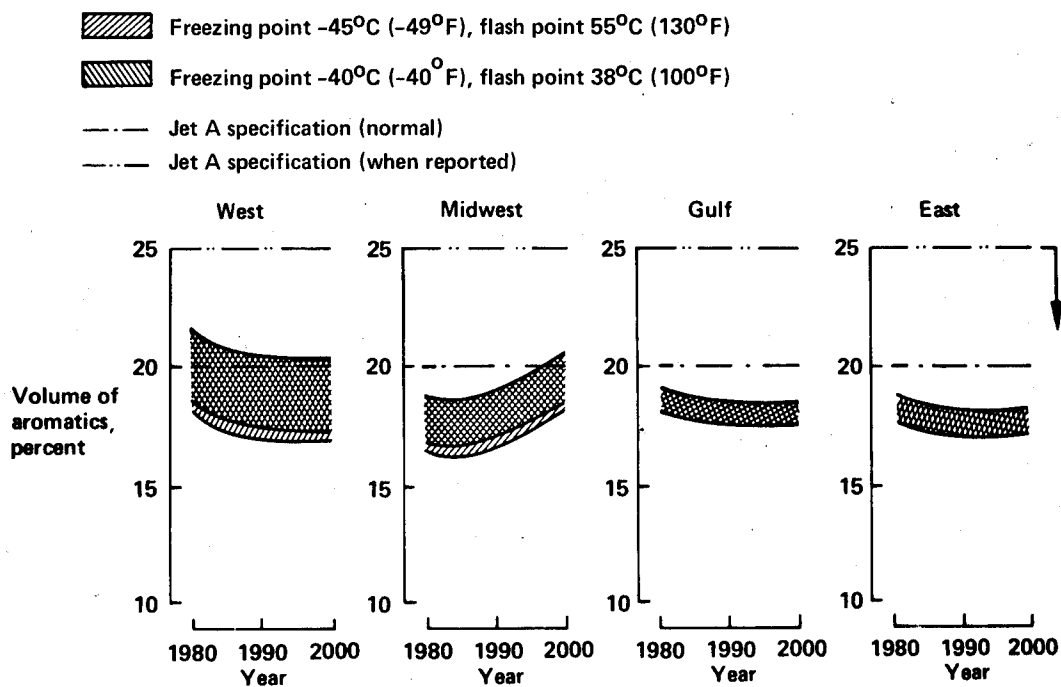 Freezing point -45°C (-49°F), flash point 55°C (130°F)
Freezing point -40°C (-40°F), flash point 38°C (100°F)
Jet A specification (normal)
Jet A specification (when reported)
West
Midwest
Gulf
East
Volume of
aromatics,
percent
25
20
15
10
1980 1990 2000
Year
25
20
15
10
1980 1990 2000
Year
25
20
15
10
1980 1990 2000
Year
25
20
15
10
1980 1990 2000
Year